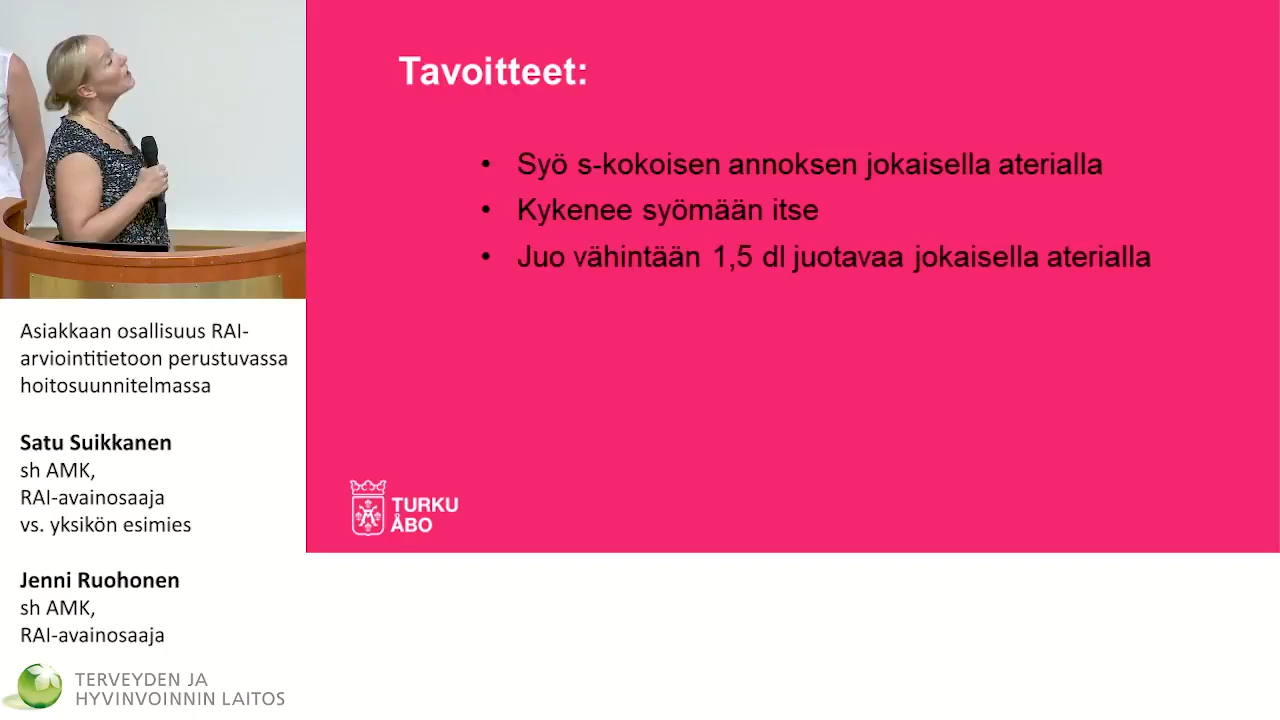 Tavoitteet:
• Syö s-kokoisen annoksen jokaisella aterialla
• Kykenee syömään itse
• Juo vähintään 1,5 dl juotavaa jokaisella aterialla
TURKU
ÅBO
Asiakkaan osallisuus RAI-
arviointitietoon perustuvassa
hoitosuunnitelmassa
Satu Suikkanen
sh AMK,
RAI-avainosaaja
vs. yksikön esimies
Jenni Ruohonen
sh AMK,
RAI-avainosaaja
TERVEYDEN JA
HYVINVOINNIN LAITOS